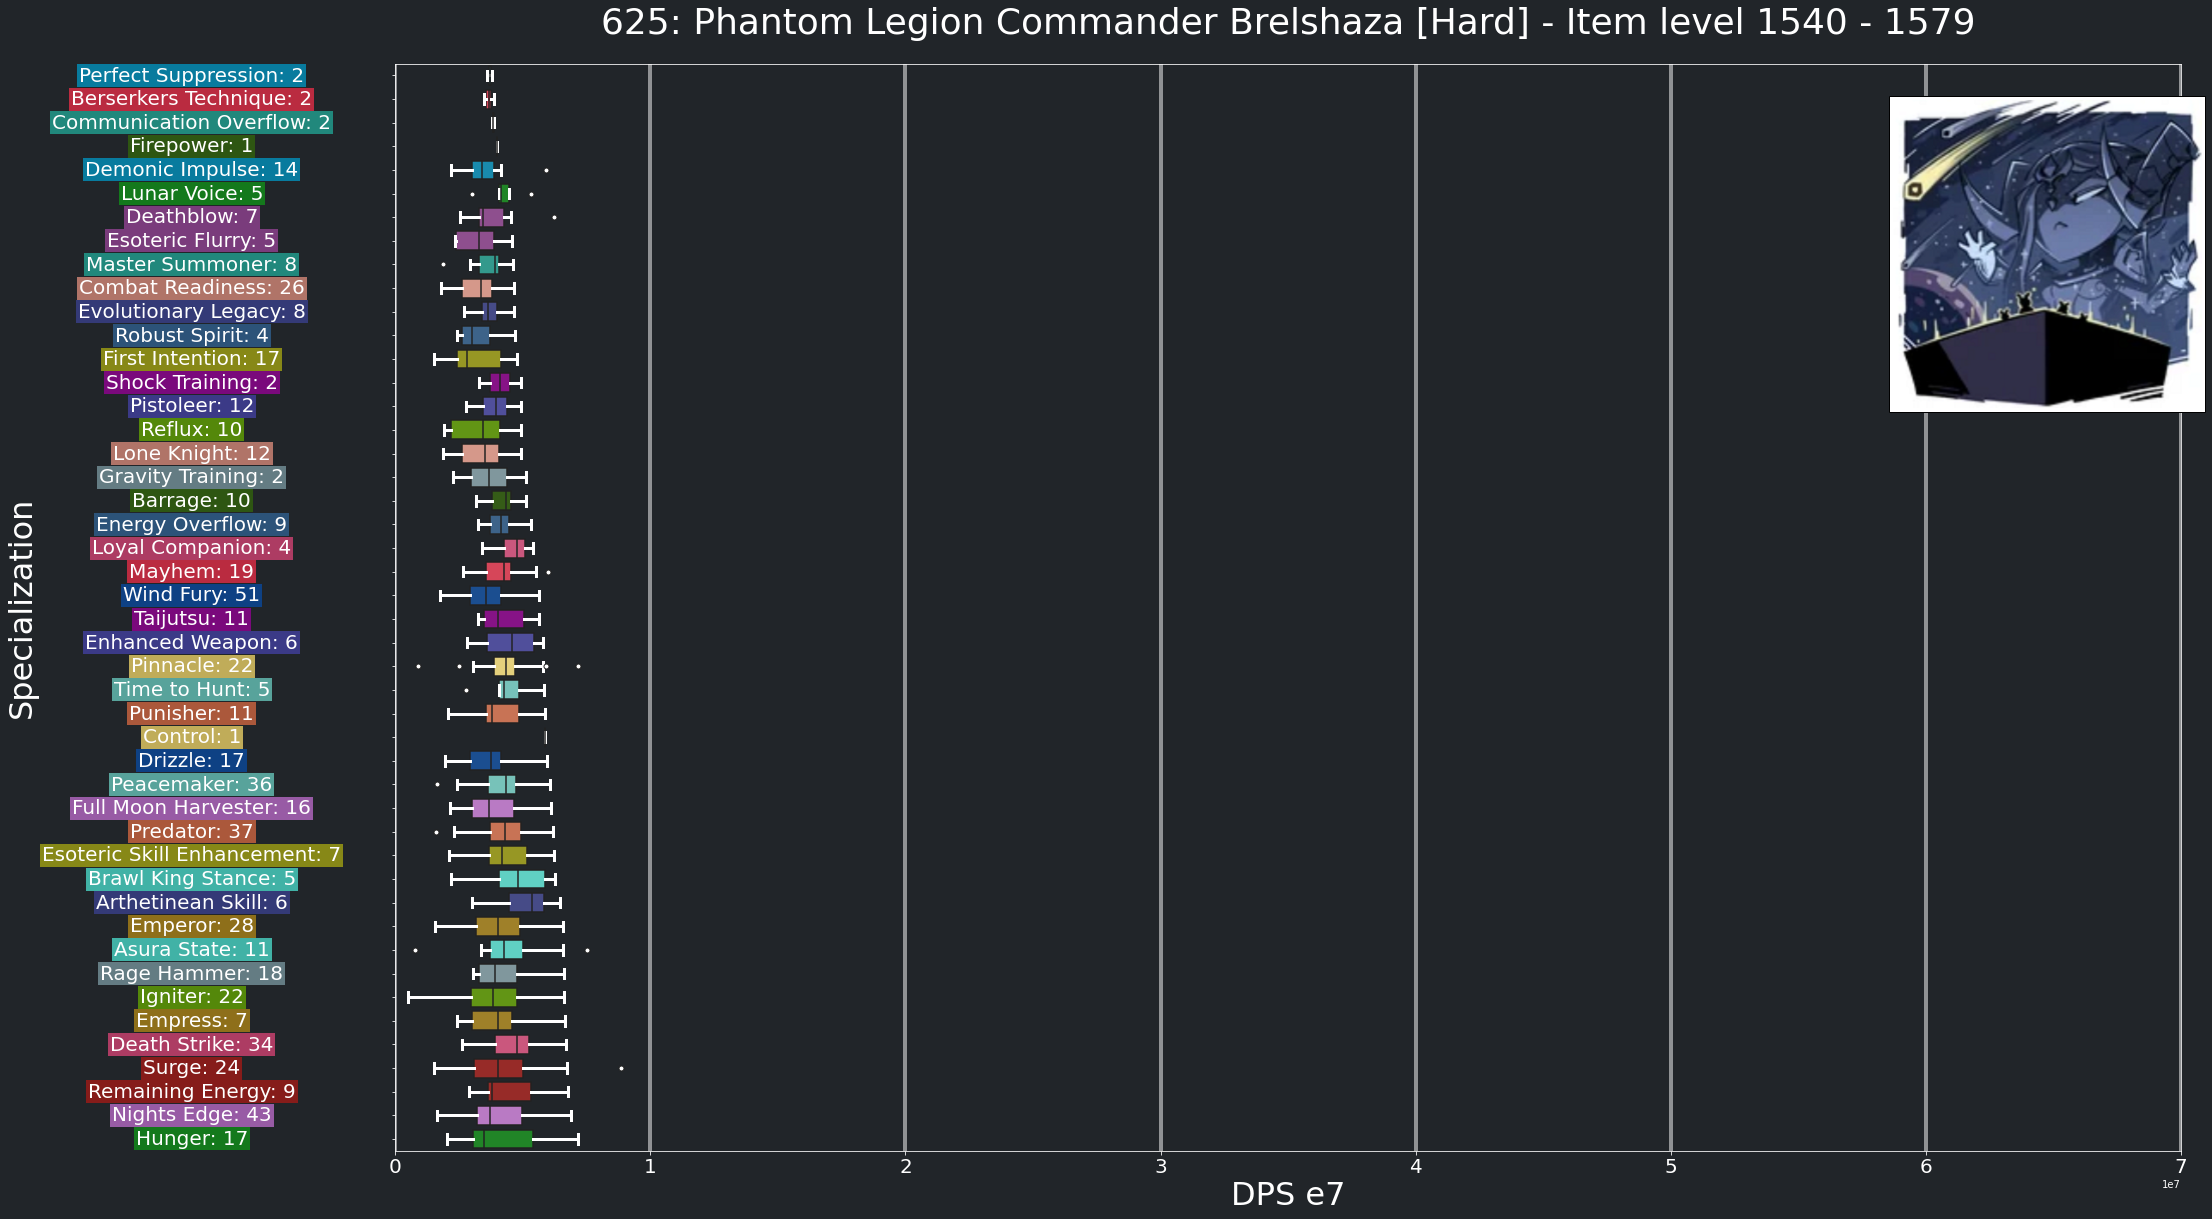 625: Phantom Legion Commander Brelshaza [Hard] - Item level 1540 - 1579
Specialization
Perfect Suppression: 2
Berserkers Technique: 2
Communication Overflow: 2
Firepower: 1
Demonic Impulse: 14
Lunar Voice: 5
Deathblow: 7
Esoteric Flurry: 5
Master Summoner: 8
Combat Readiness: 26
Evolutionary Legacy: 8
Robust Spirit: 4
First Intention: 17
Shock Training: 2
Pistoleer: 12
Reflux: 10
Lone Knight: 12
Gravity Training: 2
Barrage: 10
Energy Overflow: 9
Loyal Companion: 4
Mayhem: 19
Wind Fury: 51
Taijutsu: 11
Enhanced Weapon: 6
Pinnacle: 22
Time to Hunt: 5
Punisher: 11
Control: 1
Drizzle: 17
Peacemaker: 36
Full Moon Harvester: 16
Predator: 37
Esoteric Skill Enhancement: 7
Brawl King Stance: 5
Arthetinean Skill: 6
Emperor: 28
Asura State: 11
Rage Hammer: 18
Igniter: 22
Empress: 7
Death Strike: 34
Surge: 24
Remaining Energy: 9
Nights Edge: 43
Hunger: 17
0 1 2 3 4 5 6 7
1e7
DPS e7